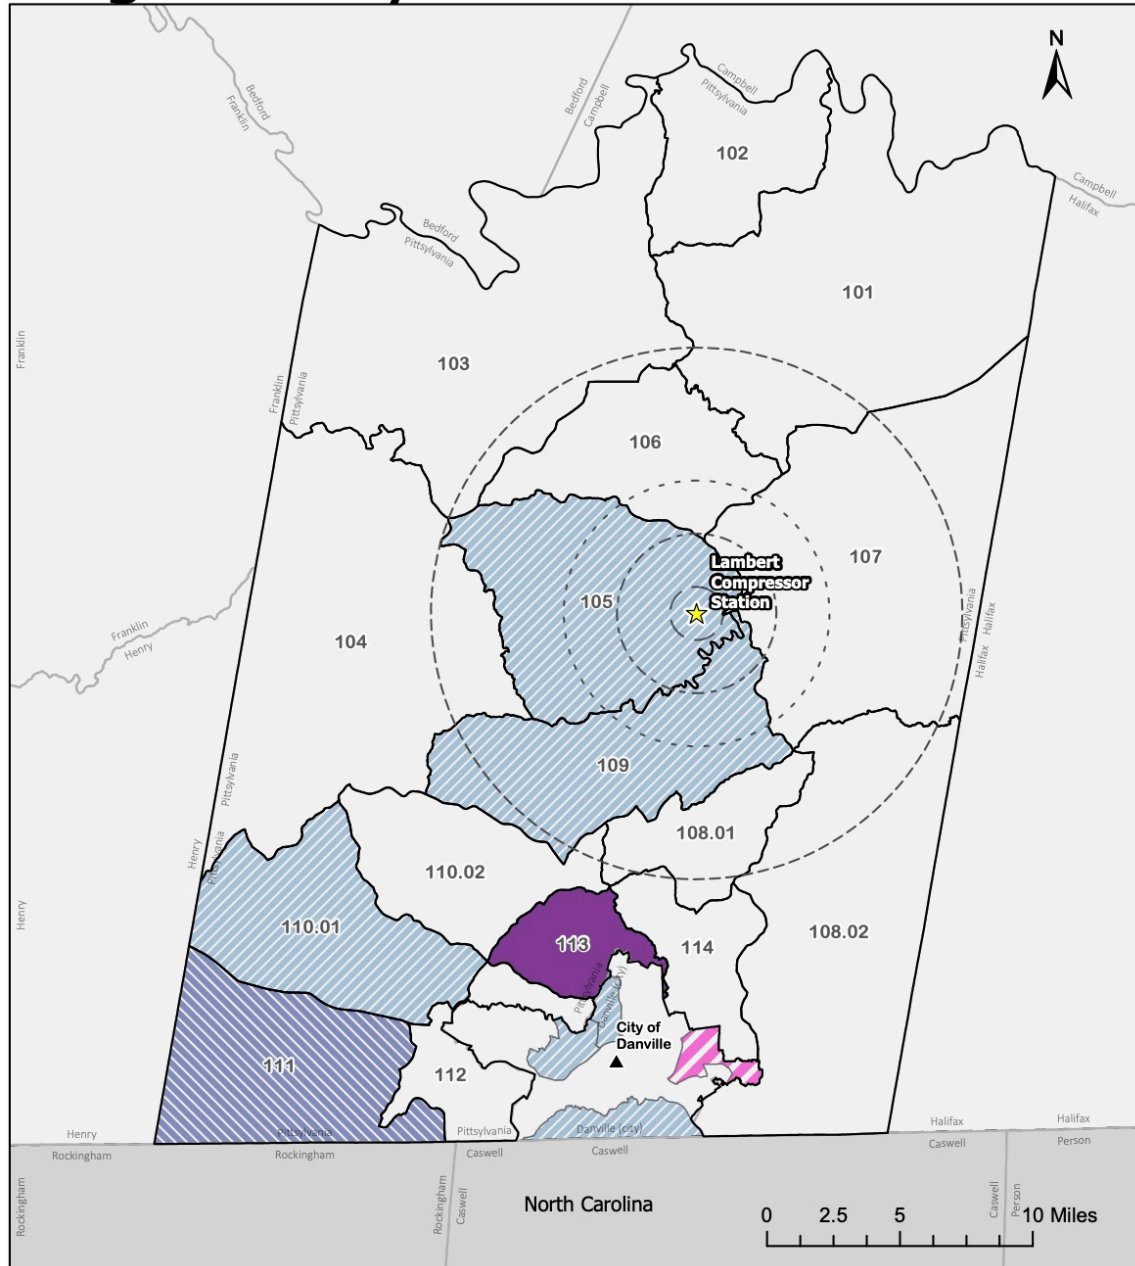 N
Bedford
Franklin
Bedford
Campbell
Campbell
Pittsylvania
102
Campbell
Halifax
Bedford
Pittsylvania
101
Franklin
103
Franklin
Pittsylvania
106
107
Lambert
Compressor
Station
105
Pittsylvania
Halifax
Halifax
Franklin
Henry
104
109
Pittsylvania
Henry
Pittsylvania
108.01
110.02
Henry
110.01
113
114
108.02
Pittsylvania
Danville (city)
City of
Danville
111
112
Henry
Rockingham
Pittsylvania
Rockingham
Pittsylvania
Caswell
Danville (city)
Caswell
Halifax
Caswell
Halifax
Person
Rockingham
Rockingham
Caswell
North Carolina
Caswell
Person
0 2.5 5 10 Miles